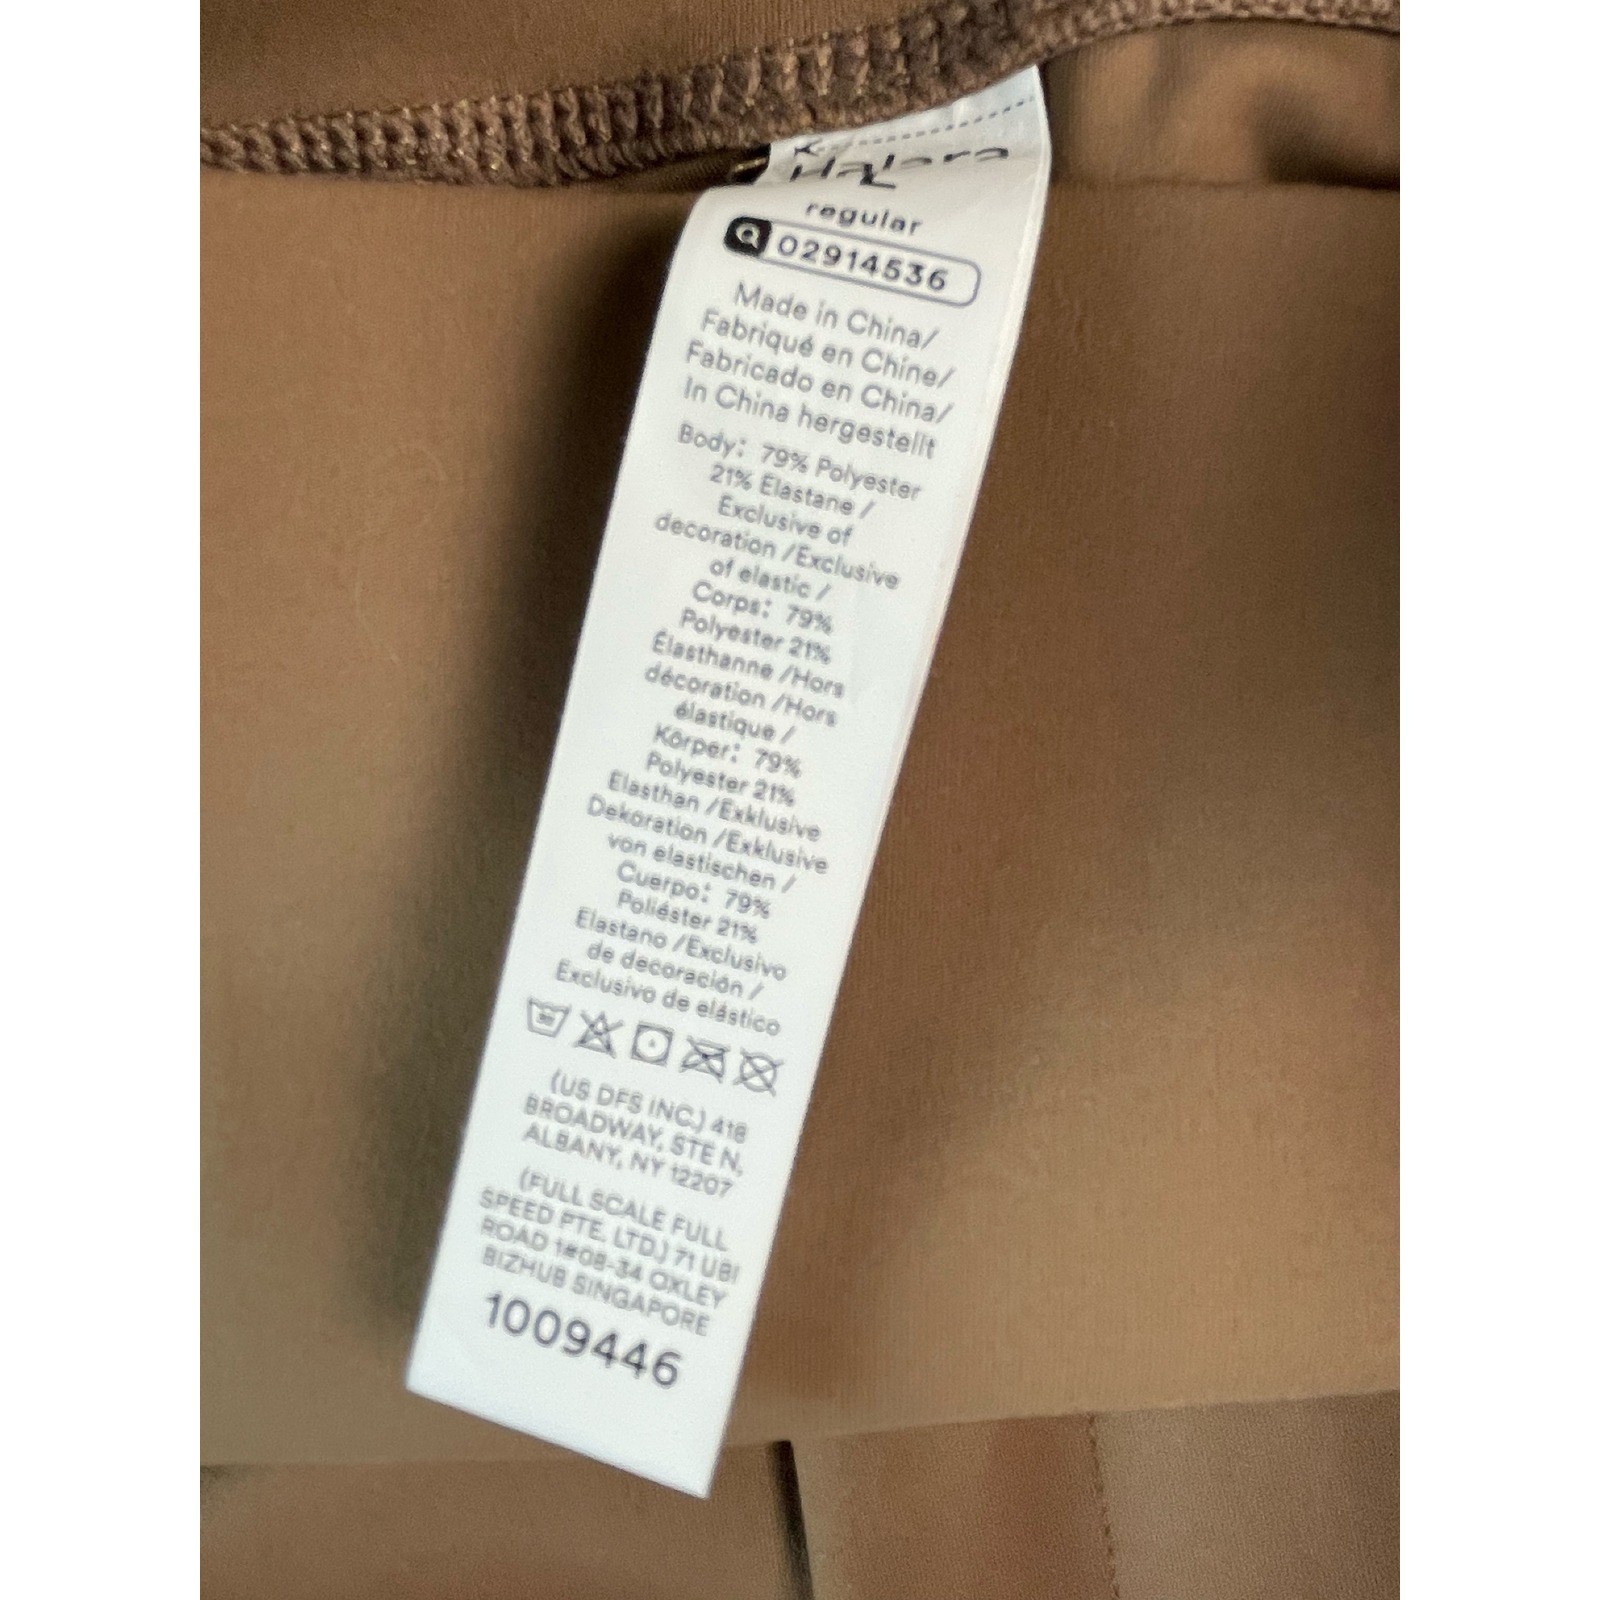 Halara
L
regular
02914536
Made in China/
Fabriqué en Chine/
Fabricado en China/
In China hergestellt
Body: 79% Polyester
21% Elastane /
Exclusive of
decoration /Exclusive
of elastic /
Corps: 79%
Polyester 21%
Élasthanne /Hors
décoration /Hors
élastique /
Körper: 79%
Polyester 21%
Elasthan /Exklusive
Dekoration /Exklusive
von elastischen /
Cuerpo: 79%
Poliéster 21%
Elastano /Exclusivo
de decoración /
Exclusivo de elástico
(US DFS INC.) 418
BROADWAY, STE N,
ALBANY, NY 12207
(FULL SCALE FULL
SPEED PTE. LTD.) 71 UBI
ROAD 1#08-34 OXLEY
BIZHUB SINGAPORE
1009446